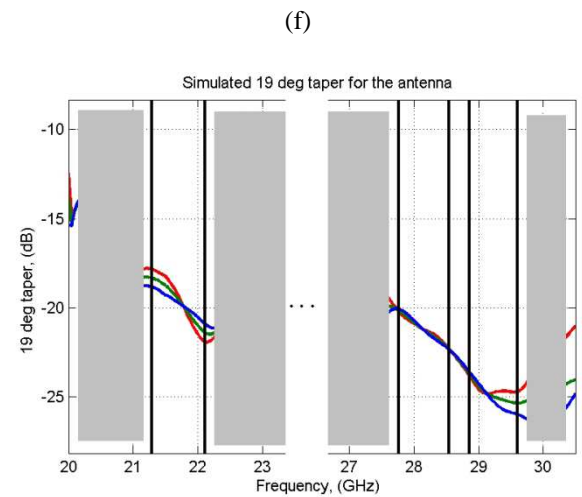 (f)
Simulated 19 deg taper for the antenna
-10
-15
-20
-25
19 deg taper, (dB)
. . .
20 21 22 23 27 28 29 30
Frequency, (GHz)